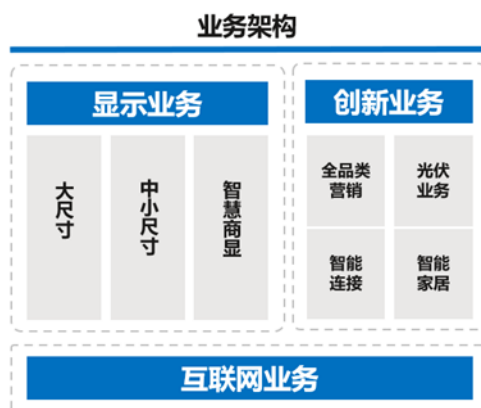 业务架构
显示业务
大尺寸
中小尺寸
智慧商显
创新业务
全品类
营销
光伏
业务
智能
连接
智能
家居
互联网业务